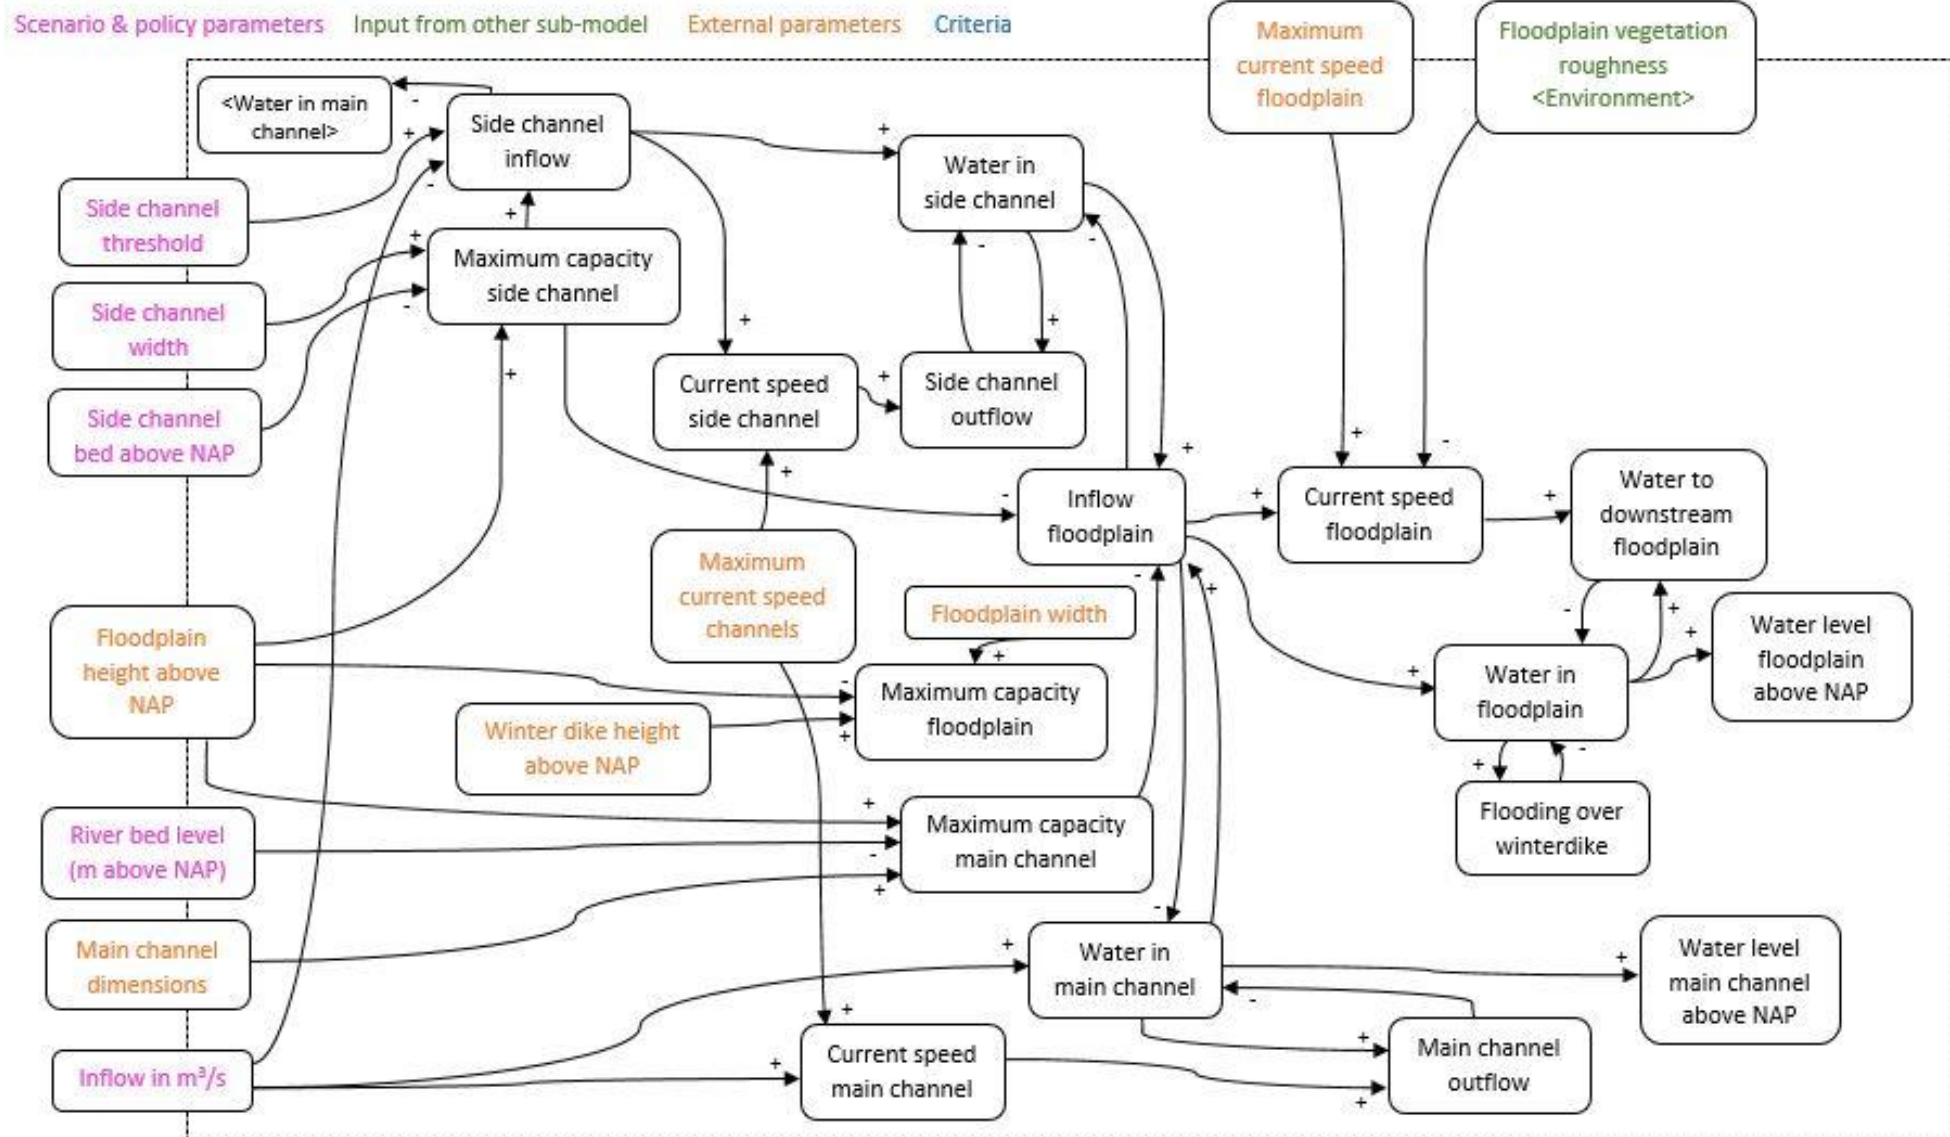 Scenario & policy parameters Input from other sub-model External parameters Criteria
Maximum
current speed
floodplain
Floodplain vegetation
roughness
<Environment>
<Water in main
channel>
Side channel
inflow
Water in
side channel
Side channel
threshold
Maximum capacity
side channel
Side channel
width
Side channel
bed above NAP
Current speed
side channel
Side channel
outflow
Inflow
floodplain
Current speed
floodplain
Water to
downstream
floodplain
Maximum
current speed
channels
Floodplain width
Floodplain
height above
NAP
Water level
floodplain
above NAP
Water in
floodplain
Maximum capacity
floodplain
Winter dike height
above NAP
Flooding over
winterdike
River bed level
(m above NAP)
Maximum capacity
main channel
Main channel
dimensions
Water in
main channel
Water level
main channel
above NAP
Inflow in m³/s
Current speed
main channel
Main channel
outflow